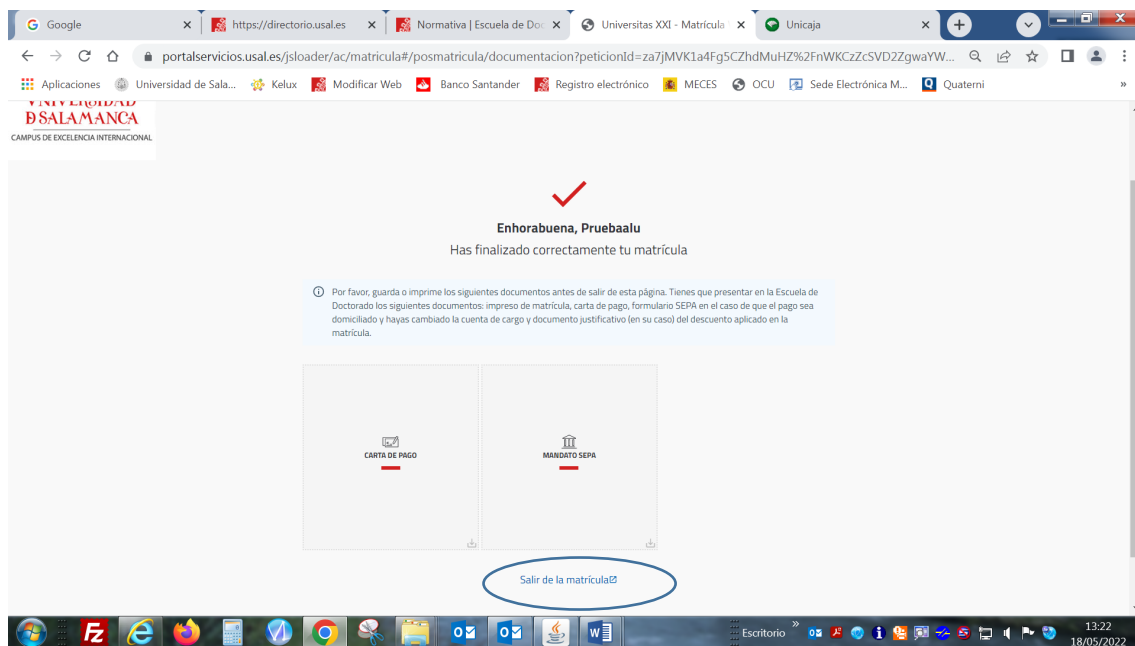 Google
https://directorio.usal.es
Normativa | Escuela de Doc
Universitas XXI - Matrícula
Unicaja
portalservicios.usal.es/jsloader/ac/matricula#/posmatricula/documentacion?peticionId=za7jMVK1a4Fg5CZhdMuHZ%2FnWKCzZcSVD2ZgwaYW...
Aplicaciones
Universidad de Sala...
Kelux
Modificar Web
Banco Santander
Registro electrónico
MECES
OCU
Sede Electrónica M...
Quaterni
»
VNIVERSIDAD
D SALAMANCA
CAMPUS DE EXCELENCIA INTERNACIONAL
Enhorabuena, Pruebaalu
Has finalizado correctamente tu matrícula
Por favor, guarda o imprime los siguientes documentos antes de salir de esta página. Tienes que presentar en la Escuela de
Doctorado los siguientes documentos: impreso de matrícula, carta de pago, formulario SEPA en el caso de que el pago sea
domiciliado y hayas cambiado la cuenta de cargo y documento justificativo (en su caso) del descuento aplicado en la
matrícula.
CARTA DE PAGO
MANDATO SEPA
Salir de la matrícula
Escritorio
»
13:22
18/05/2022